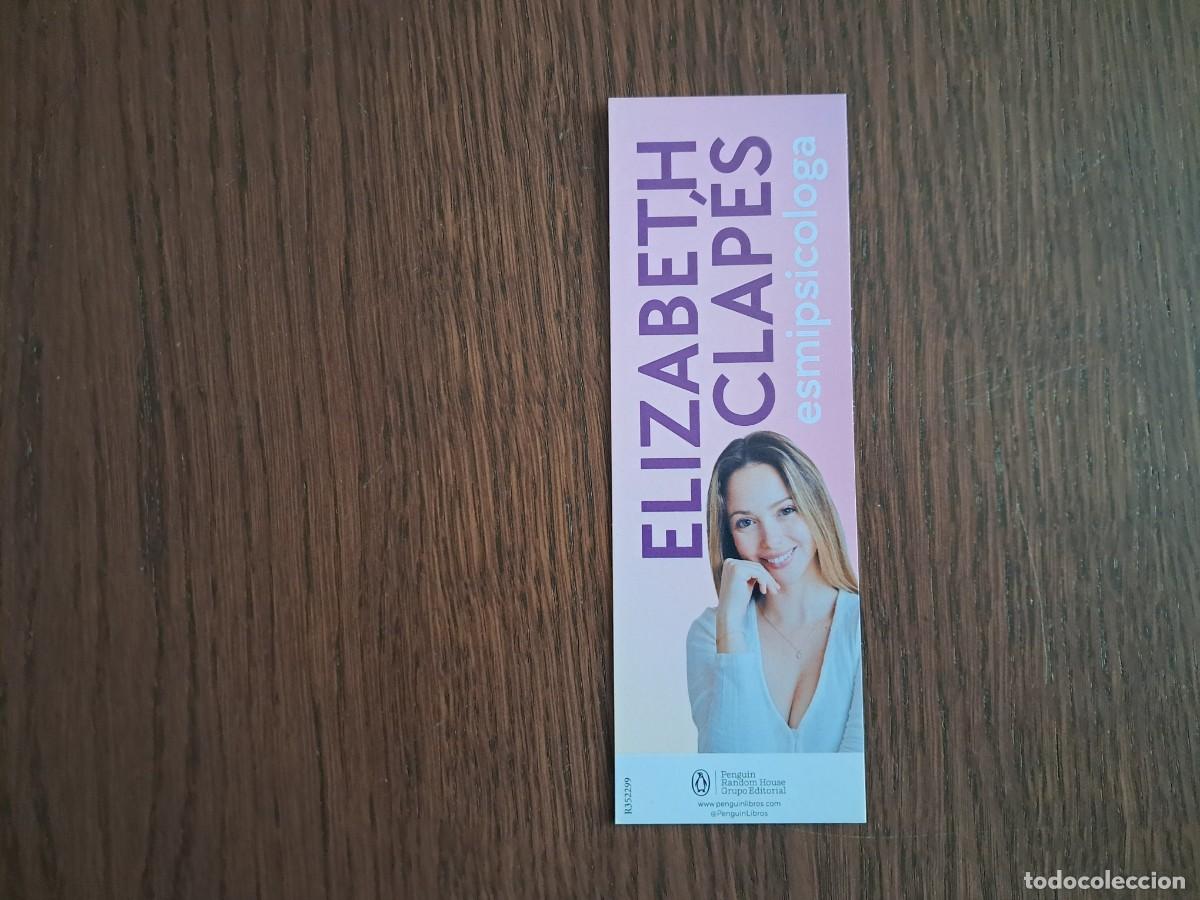 ELIZABETH
CLAPÉS
esmipsicologa
Penguin
Random House
Grupo Editorial
www.penguinlibros.com
@PenguinLibros
R352299
todocoleccion